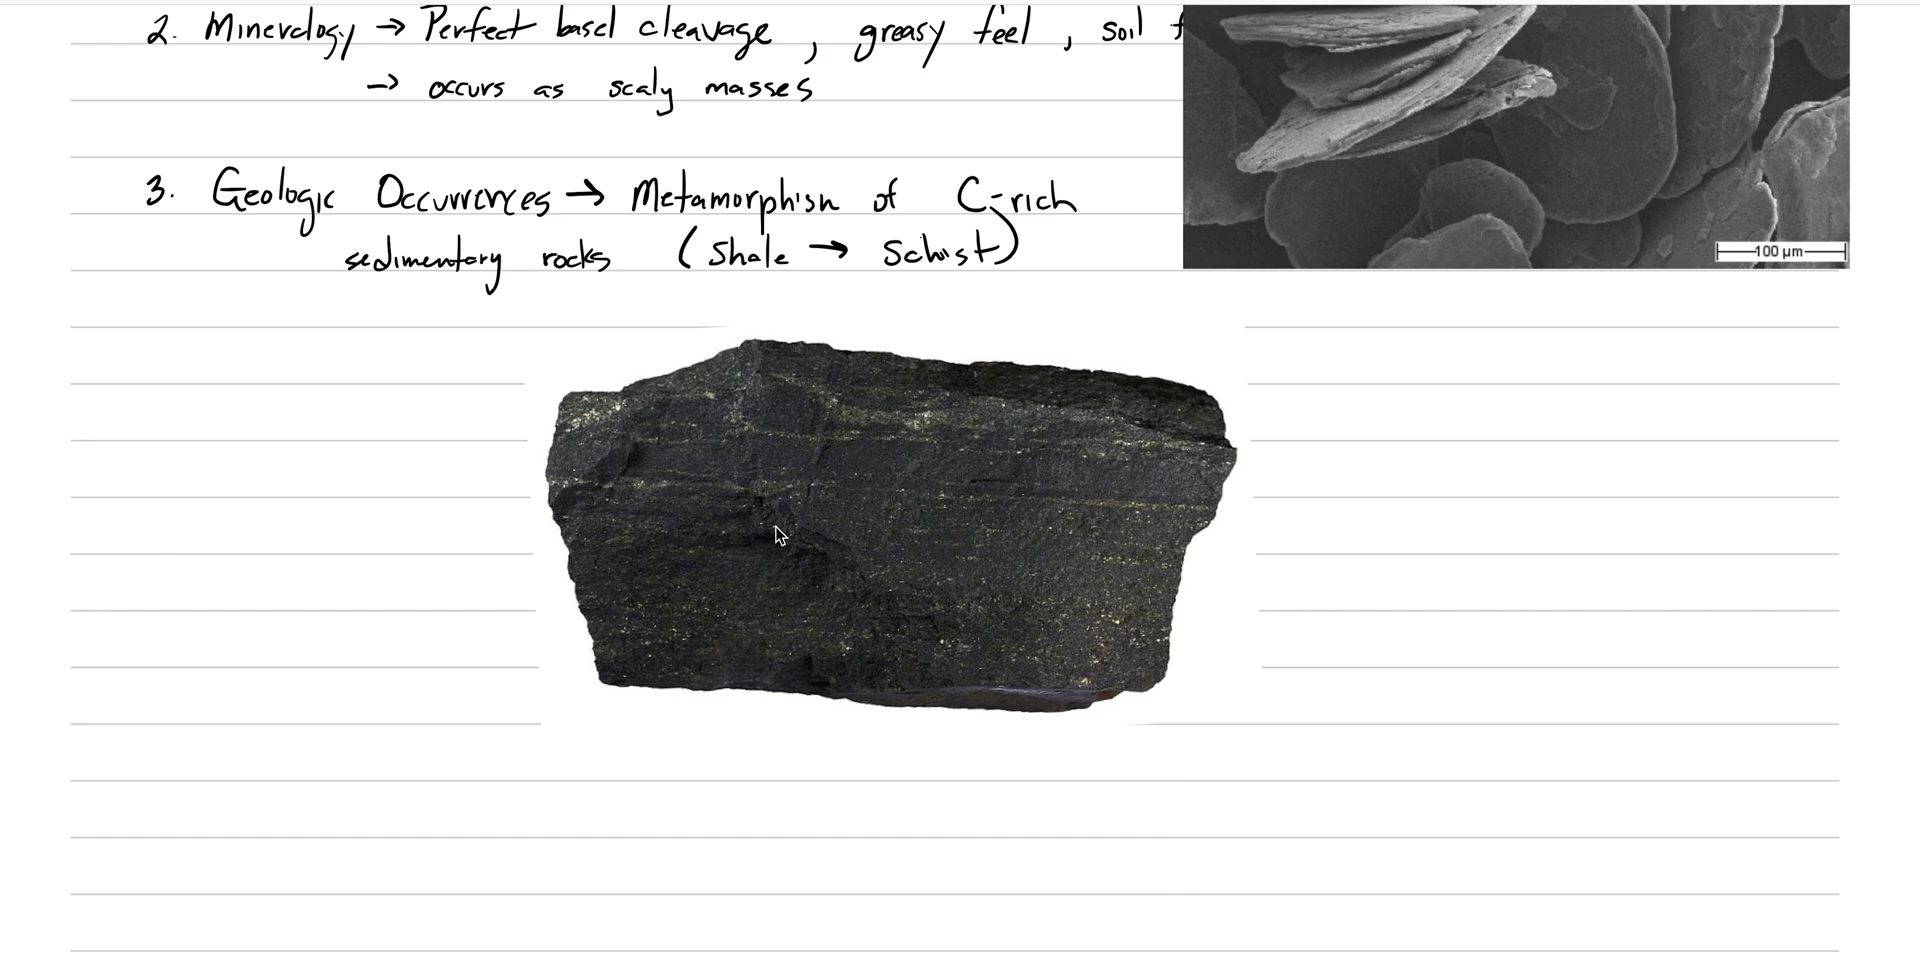 2. Mineralogy → Perfect basal cleavage , greasy feel , soil
→ occurs as scaly masses
3. Geologic Occurrences → Metamorphism of C-rich
sedimentary rocks (Shale → Schist)
100 µm